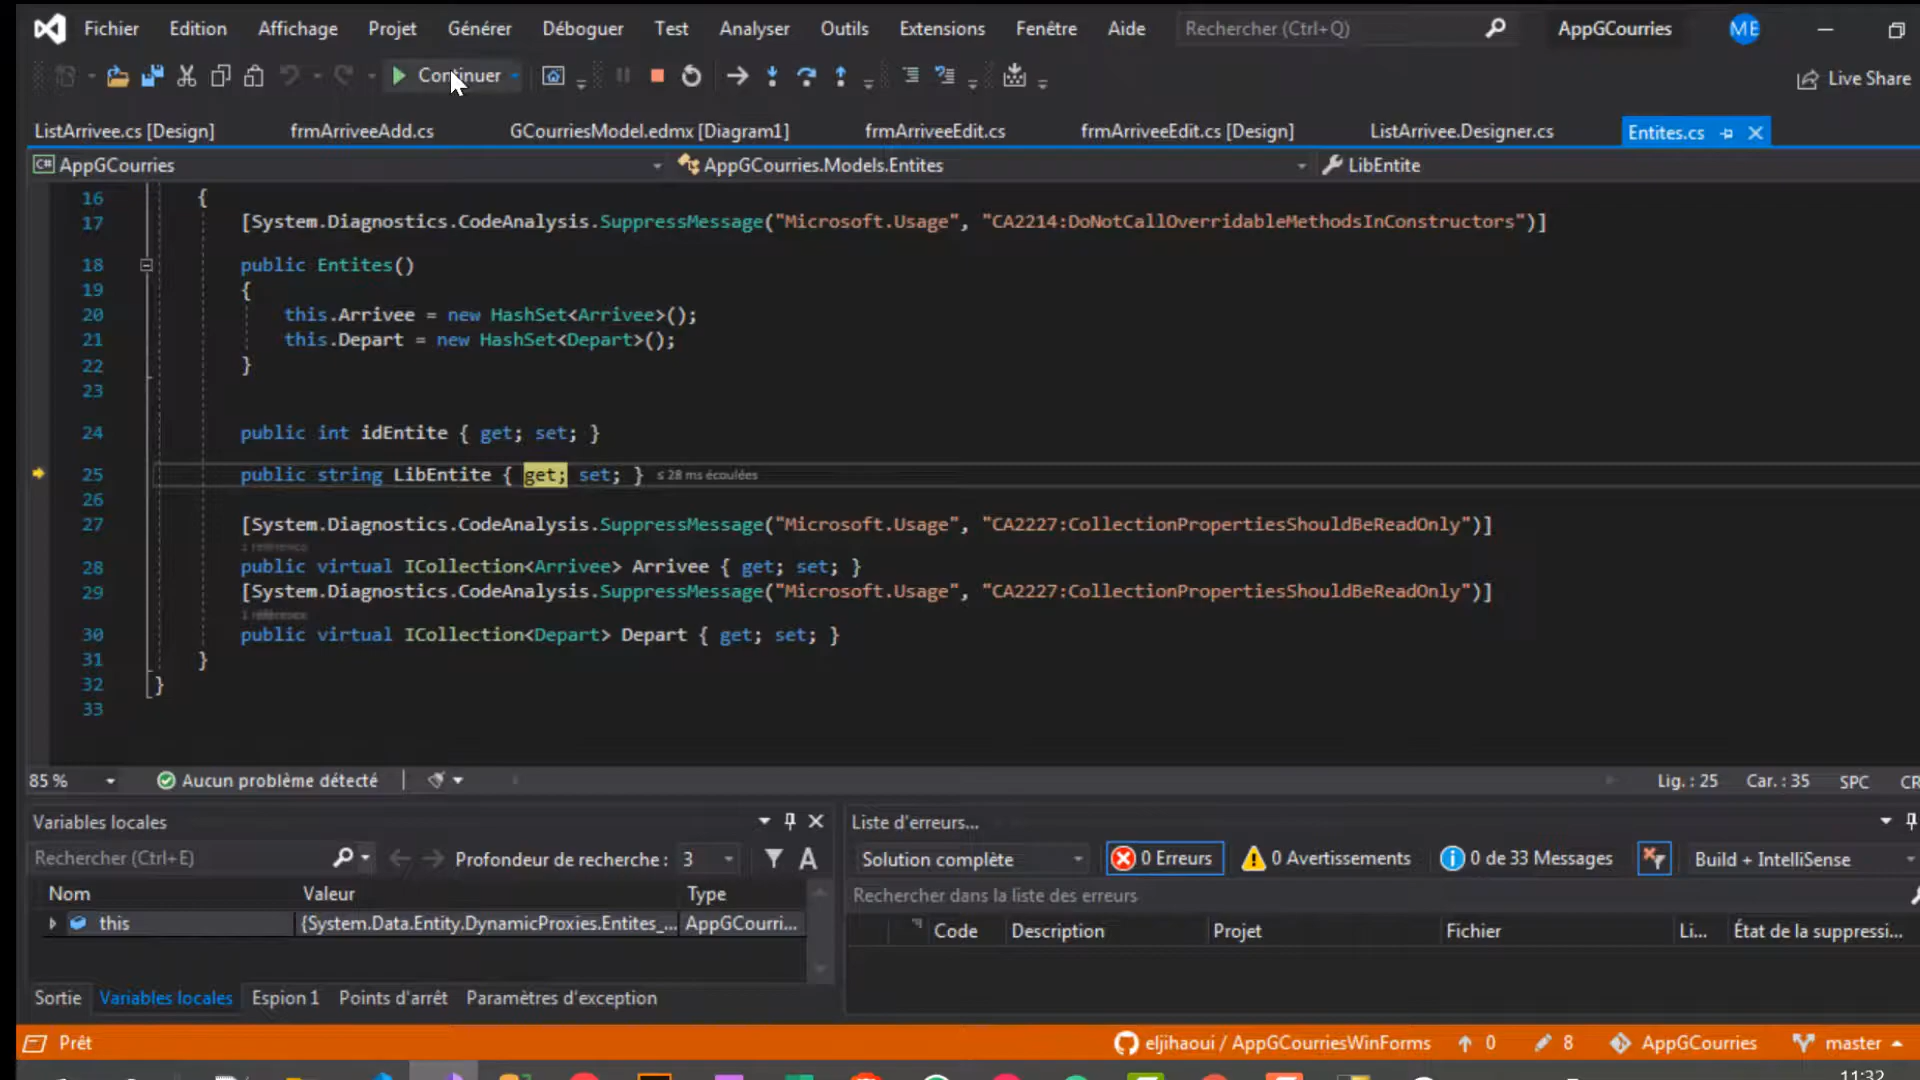 Fichier Edition Affichage Projet Générer Déboguer Test Analyser Outils Extensions Fenêtre Aide Rechercher (Ctrl+Q) AppGCourries ME
Continuer Live Share
ListArrivee.cs [Design] frmArriveeAdd.cs GCourriesModel.edmx [Diagram1] frmArriveeEdit.cs frmArriveeEdit.cs [Design] ListArrivee.Designer.cs Entites.cs
C# AppGCourries AppGCourries.Models.Entites LibEntite
16 {
17 [System.Diagnostics.CodeAnalysis.SuppressMessage("Microsoft.Usage", "CA2214:DoNotCallOverridableMethodsInConstructors")]
18 public Entites()
19 {
20 this.Arrivee = new HashSet<Arrivee>();
21 this.Depart = new HashSet<Depart>();
22 }
23
24 public int idEntite { get; set; }
25 public string LibEntite { get; set; } ≤ 28 ms écoulées
26
27 [System.Diagnostics.CodeAnalysis.SuppressMessage("Microsoft.Usage", "CA2227:CollectionPropertiesShouldBeReadOnly")]
1 référence
28 public virtual ICollection<Arrivee> Arrivee { get; set; }
29 [System.Diagnostics.CodeAnalysis.SuppressMessage("Microsoft.Usage", "CA2227:CollectionPropertiesShouldBeReadOnly")]
1 référence
30 public virtual ICollection<Depart> Depart { get; set; }
31 }
32 }
33
85 % Aucun problème détecté Lig. : 25 Car. : 35 SPC CR
Variables locales
Rechercher (Ctrl+E) Profondeur de recherche : 3 A
Nom Valeur Type
this {System.Data.Entity.DynamicProxies.Entites_... AppGCourri...
Sortie Variables locales Espion 1 Points d'arrêt Paramètres d'exception
Liste d'erreurs...
Solution complète 0 Erreurs 0 Avertissements 0 de 33 Messages Build + IntelliSense
Rechercher dans la liste des erreurs
Code Description Projet Fichier Li... État de la suppressi...
Prêt eljihaoui / AppGCourriesWinForms 0 8 AppGCourries master
11:32